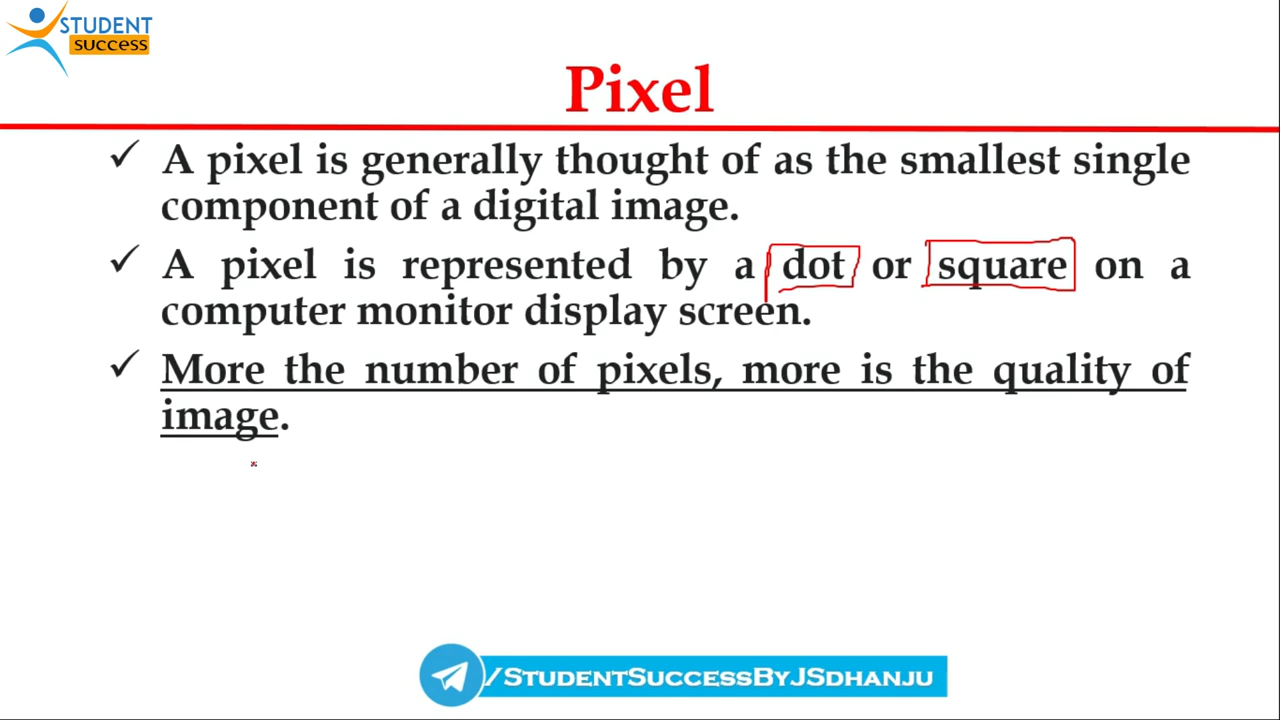 STUDENT
success
Pixel
✓ A pixel is generally thought of as the smallest single
component of a digital image.
✓ A pixel is represented by a dot or square on a
computer monitor display screen.
✓ More the number of pixels, more is the quality of
image.
/StudentSuccessByJSdhanju